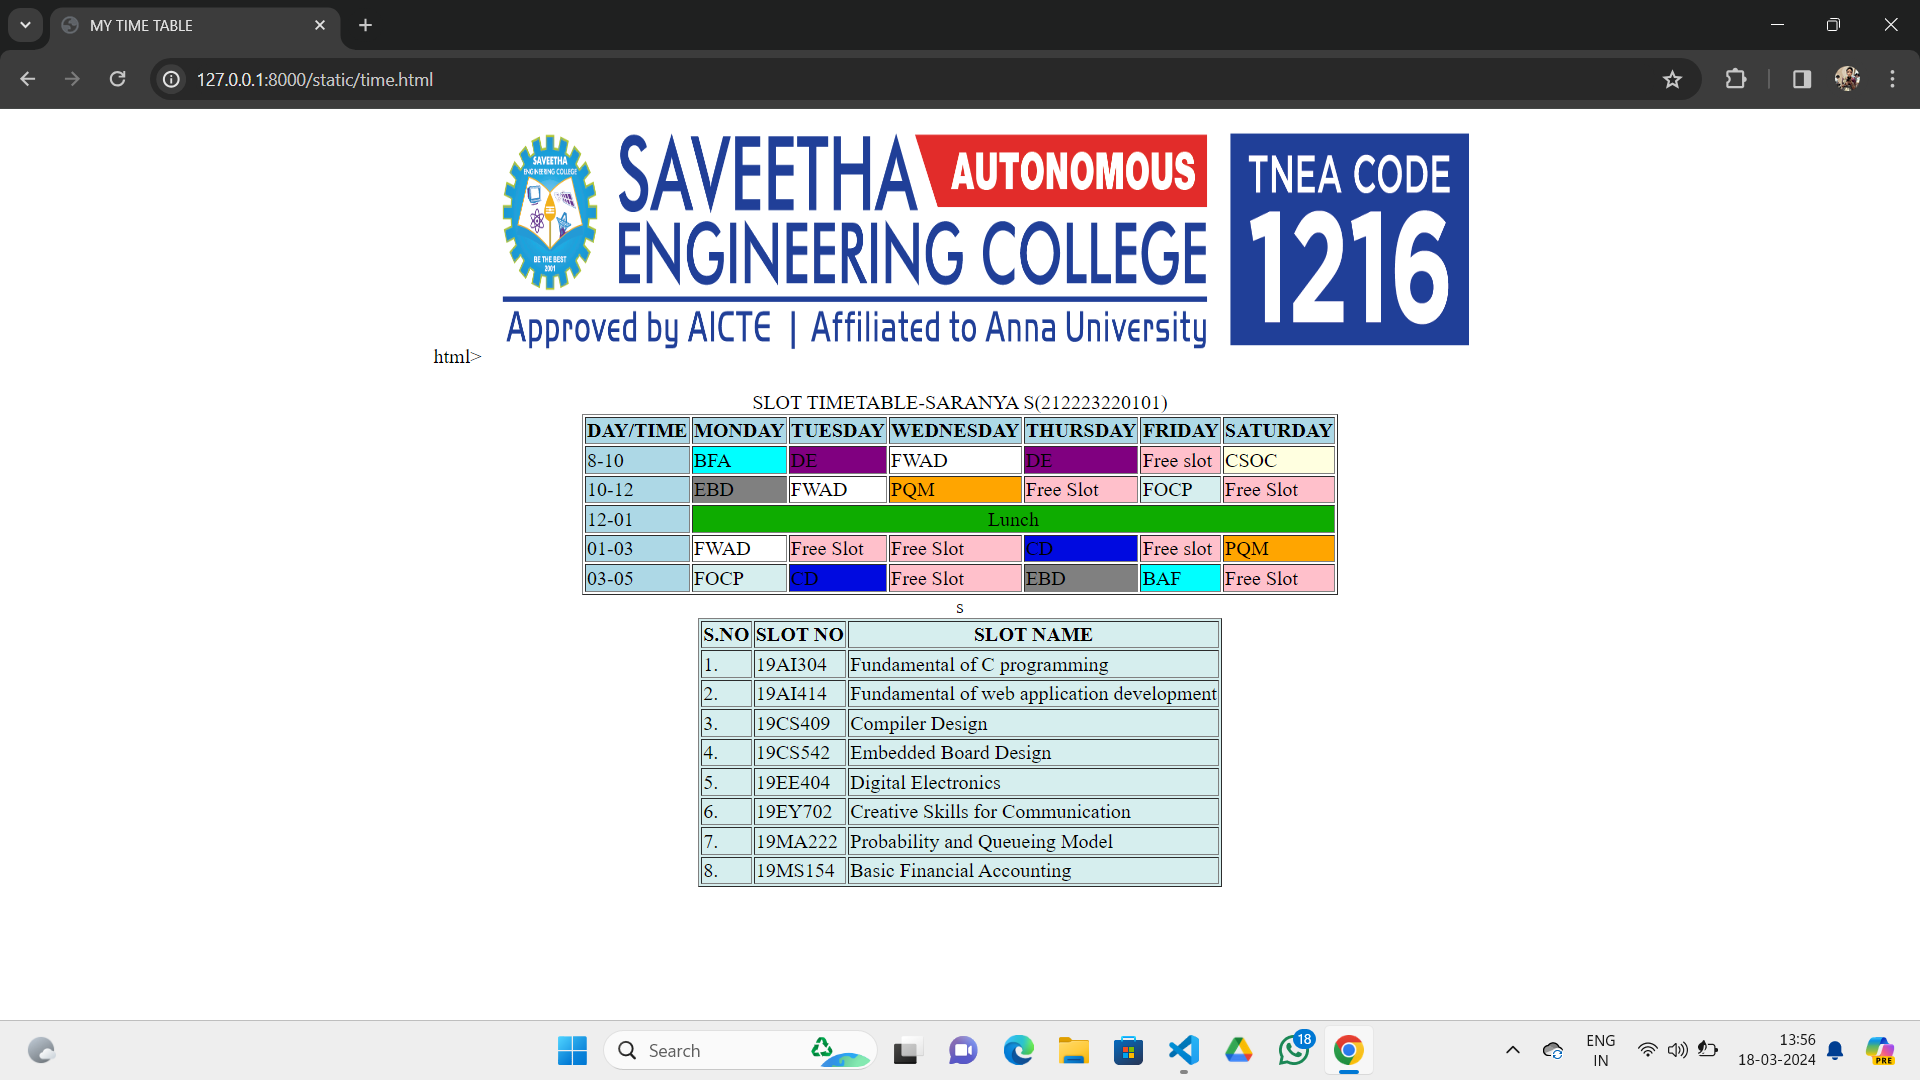 MY TIME TABLE
127.0.0.1:8000/static/time.html
SAVEETHA
ENGINEERING COLLEGE
BE THE BEST
2001
SAVEETHA AUTONOMOUS
ENGINEERING COLLEGE
Approved by AICTE | Affiliated to Anna University
TNEA CODE
1216
html>
SLOT TIMETABLE-SARANYA S(212223220101)
DAY/TIME MONDAY TUESDAY WEDNESDAY THURSDAY FRIDAY SATURDAY
8-10 BFA DE FWAD DE Free slot CSOC
10-12 EBD FWAD PQM Free Slot FOCP Free Slot
12-01 Lunch
01-03 FWAD Free Slot Free Slot CD Free slot PQM
03-05 FOCP CD Free Slot EBD BAF Free Slot
s
S.NO SLOT NO SLOT NAME
1. 19AI304 Fundamental of C programming
2. 19AI414 Fundamental of web application development
3. 19CS409 Compiler Design
4. 19CS542 Embedded Board Design
5. 19EE404 Digital Electronics
6. 19EY702 Creative Skills for Communication
7. 19MA222 Probability and Queueing Model
8. 19MS154 Basic Financial Accounting
Search
18
ENG
IN
13:56
18-03-2024
PRE